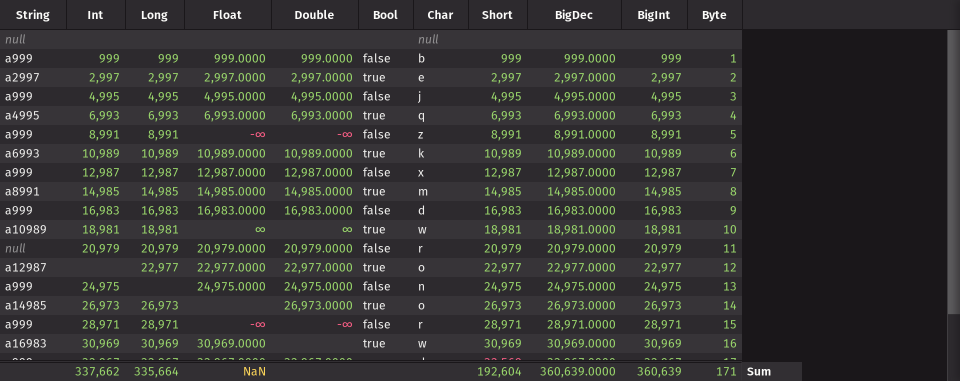 String Int Long Float Double Bool Char Short BigDec BigInt Byte
null null
a999 999 999 999.0000 999.0000 false b 999 999.0000 999 1
a2997 2,997 2,997 2,997.0000 2,997.0000 true e 2,997 2,997.0000 2,997 2
a999 4,995 4,995 4,995.0000 4,995.0000 false j 4,995 4,995.0000 4,995 3
a4995 6,993 6,993 6,993.0000 6,993.0000 true q 6,993 6,993.0000 6,993 4
a999 8,991 8,991 -∞ -∞ false z 8,991 8,991.0000 8,991 5
a6993 10,989 10,989 10,989.0000 10,989.0000 true k 10,989 10,989.0000 10,989 6
a999 12,987 12,987 12,987.0000 12,987.0000 false x 12,987 12,987.0000 12,987 7
a8991 14,985 14,985 14,985.0000 14,985.0000 true m 14,985 14,985.0000 14,985 8
a999 16,983 16,983 16,983.0000 16,983.0000 false d 16,983 16,983.0000 16,983 9
a10989 18,981 18,981 ∞ ∞ true w 18,981 18,981.0000 18,981 10
null 20,979 20,979 20,979.0000 20,979.0000 false r 20,979 20,979.0000 20,979 11
a12987 22,977 22,977.0000 22,977.0000 true o 22,977 22,977.0000 22,977 12
a999 24,975 24,975.0000 24,975.0000 false n 24,975 24,975.0000 24,975 13
a14985 26,973 26,973 26,973.0000 true o 26,973 26,973.0000 26,973 14
a999 28,971 28,971 -∞ -∞ false r 28,971 28,971.0000 28,971 15
a16983 30,969 30,969 30,969.0000 true w 30,969 30,969.0000 30,969 16
337,662 335,664 NaN 192,604 360,639.0000 360,639 171 Sum